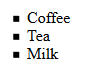 ▪ Coffee
▪ Tea
▪ Milk